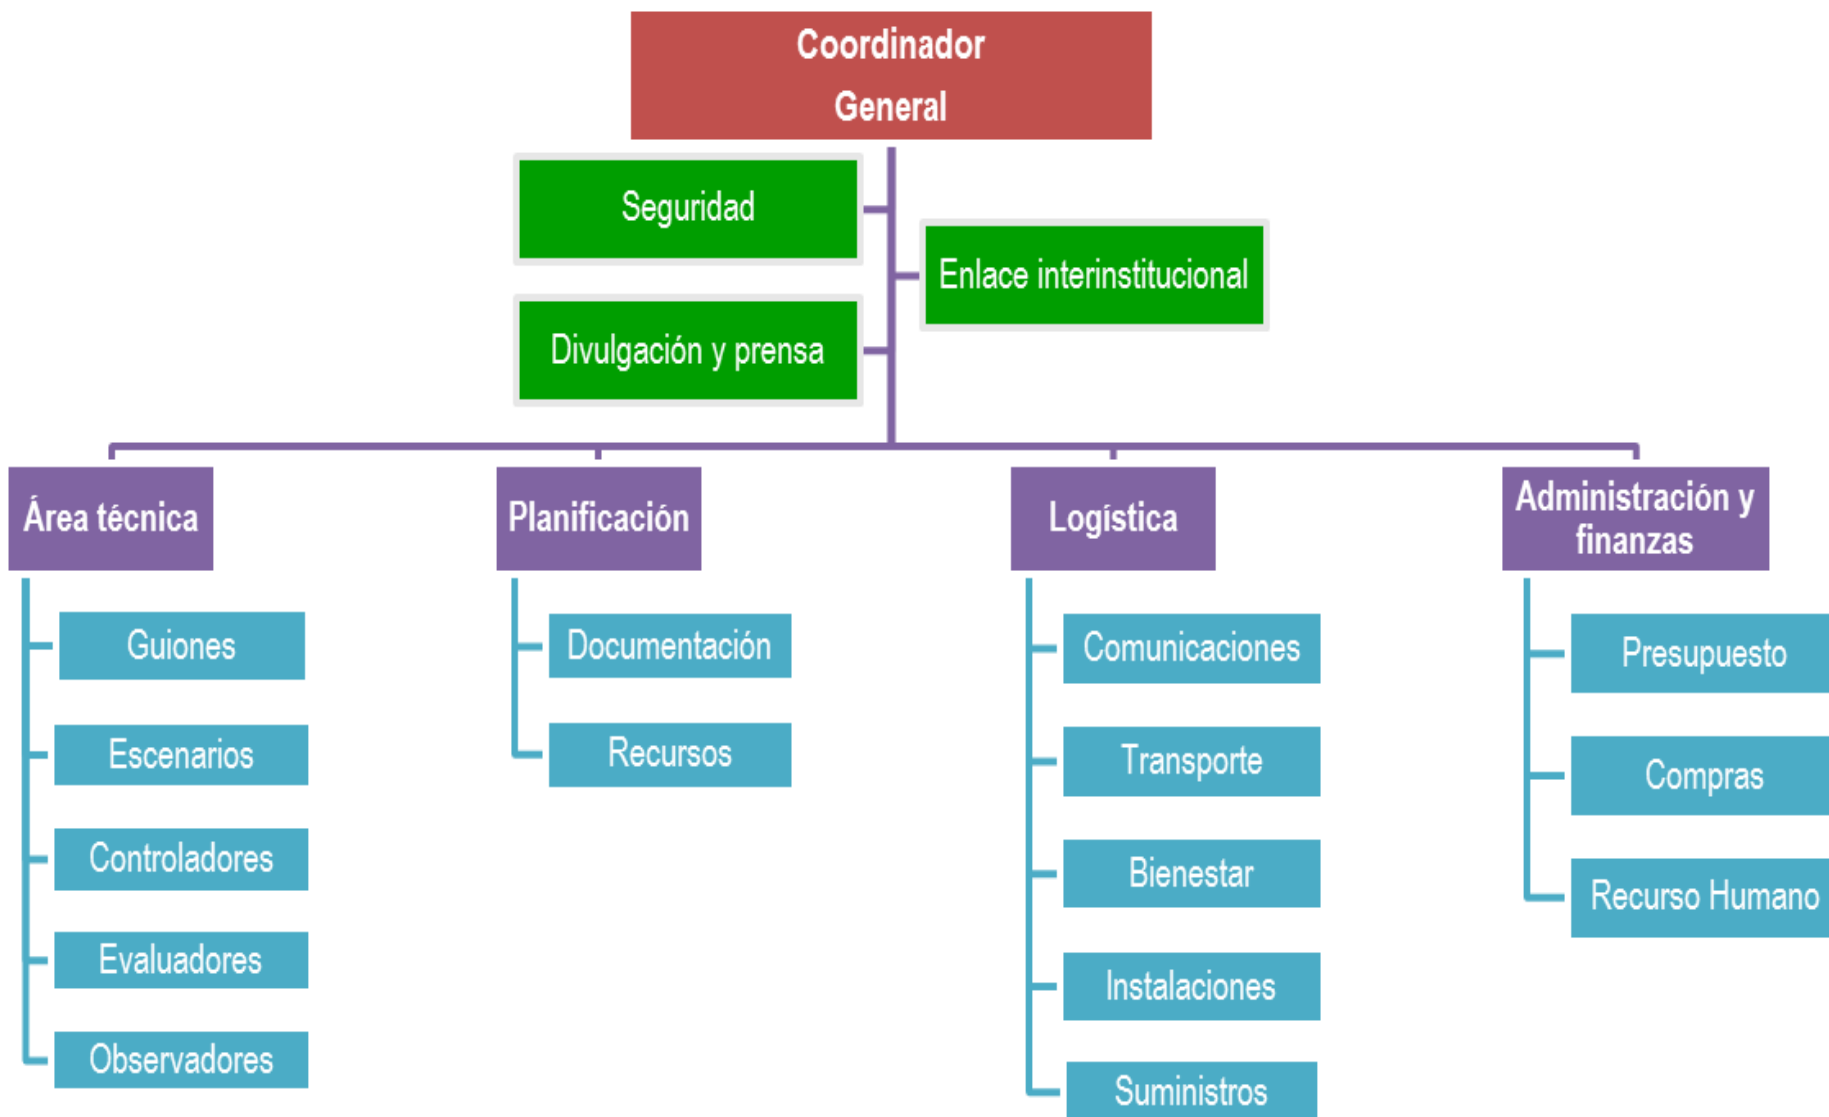 Coordinador
General
Seguridad
Enlace interinstitucional
Divulgación y prensa
Área técnica
Guiones
Escenarios
Controladores
Evaluadores
Observadores
Planificación
Documentación
Recursos
Logística
Comunicaciones
Transporte
Bienestar
Instalaciones
Suministros
Administración y
finanzas
Presupuesto
Compras
Recurso Humano